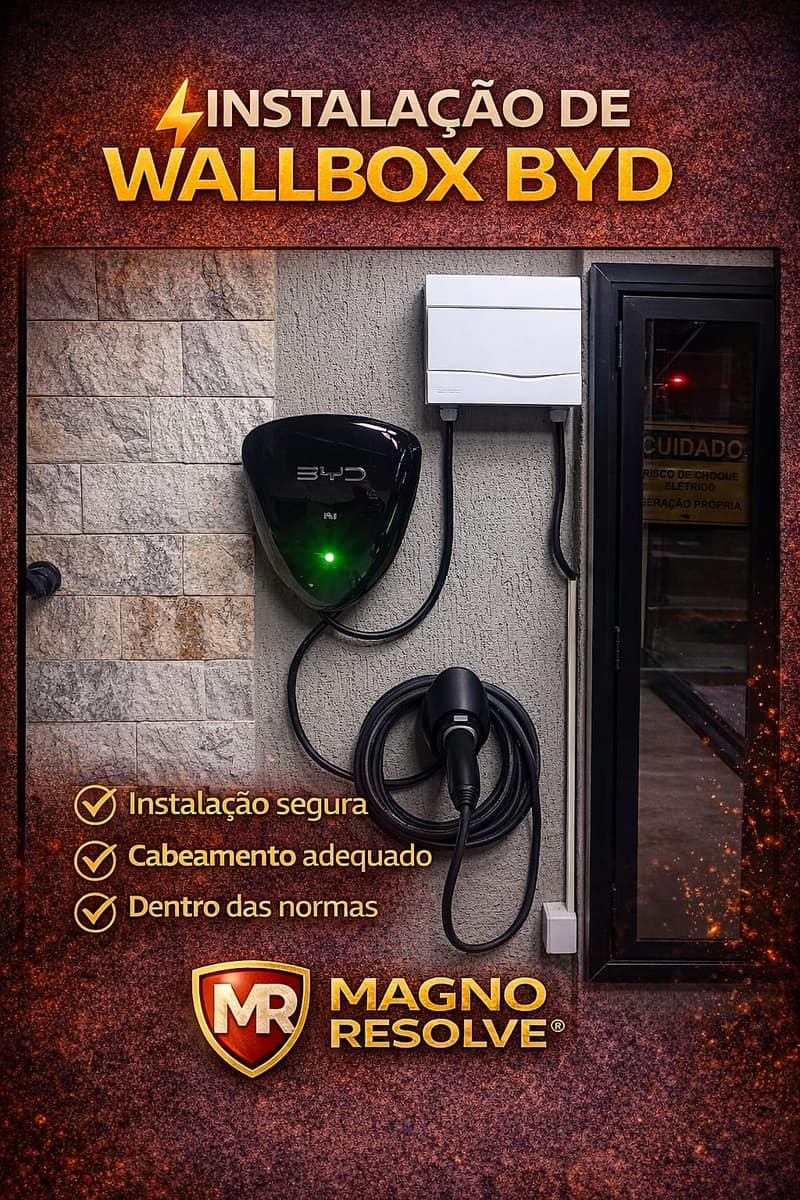 INSTALAÇÃO DE
WALLBOX BYD
BYD
CUIDADO
RISCO DE CHOQUE
ELÉTRICO
GERAÇÃO PRÓPRIA
Instalação segura
Cabeamento adequado
Dentro das normas
MR
MAGNO
RESOLVE®